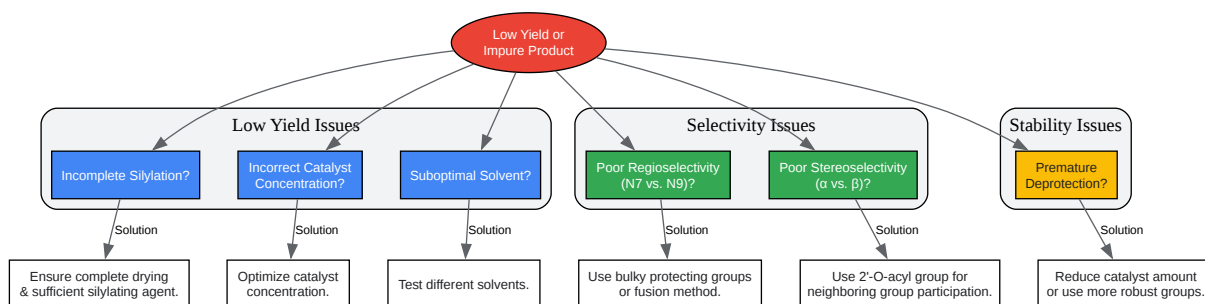 Low Yield or
Impure Product
Low Yield Issues
Selectivity Issues
Stability Issues
Incomplete Silylation?
Incorrect Catalyst
Concentration?
Suboptimal Solvent?
Poor Regioselectivity
(N7 vs. N9)?
Poor Stereoselectivity
(α vs. β)?
Premature
Deprotection?
Solution
Solution
Solution
Solution
Solution
Solution
Ensure complete drying
& sufficient silylating agent.
Optimize catalyst
concentration.
Test different solvents.
Use bulky protecting groups
or fusion method.
Use 2'-O-acyl group for
neighboring group participation.
Reduce catalyst amount
or use more robust groups.